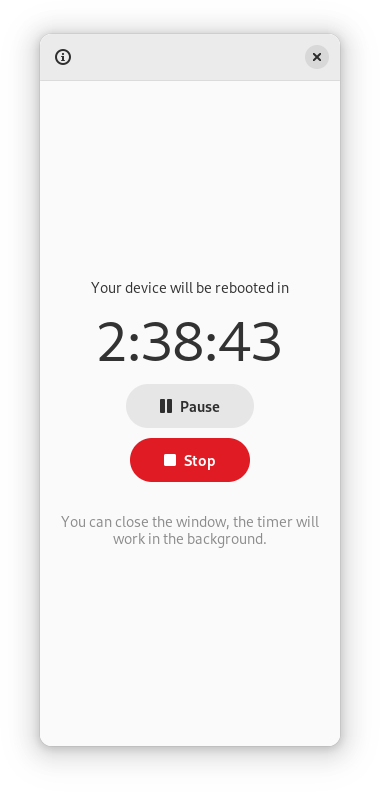 Your device will be rebooted in
2:38:43
Pause
Stop
You can close the window, the timer will
work in the background.